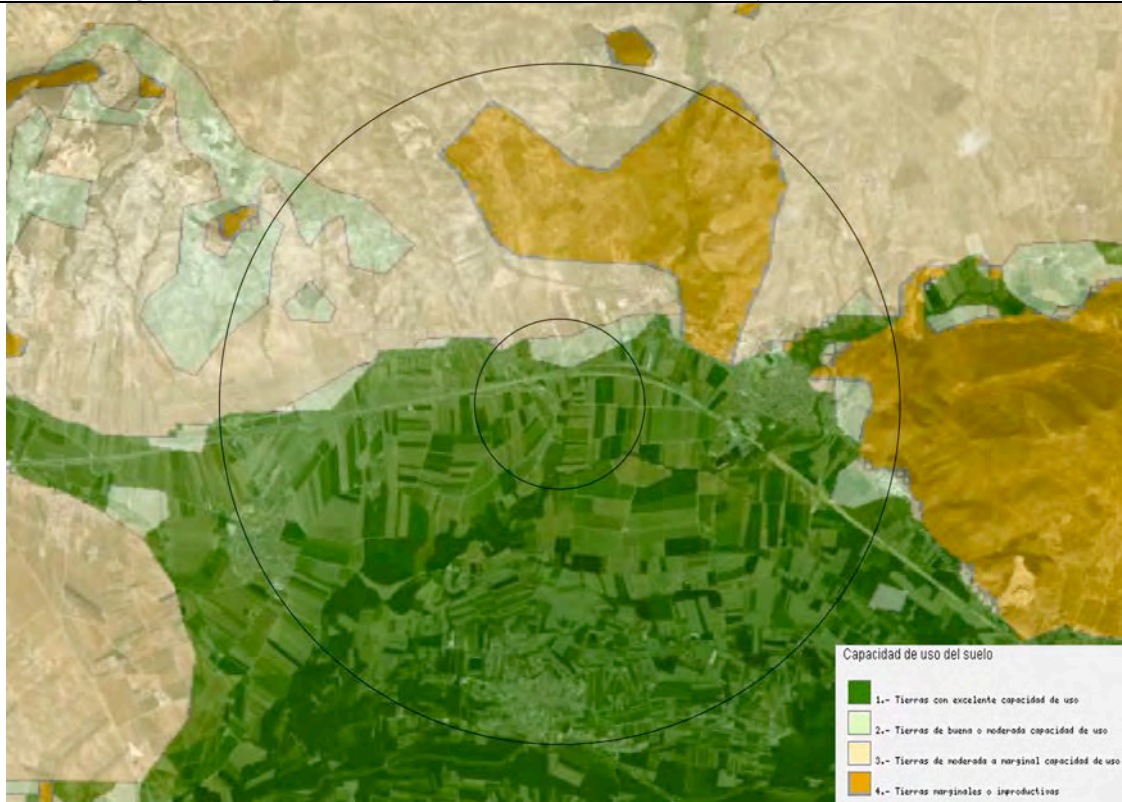 Capacidad de uso del suelo
1.- Tierras con excelente capacidad de uso
2.- Tierras de buena o moderada capacidad de uso
3.- Tierras de moderada a marginal capacidad de uso
4.- Tierras marginales o improductivas